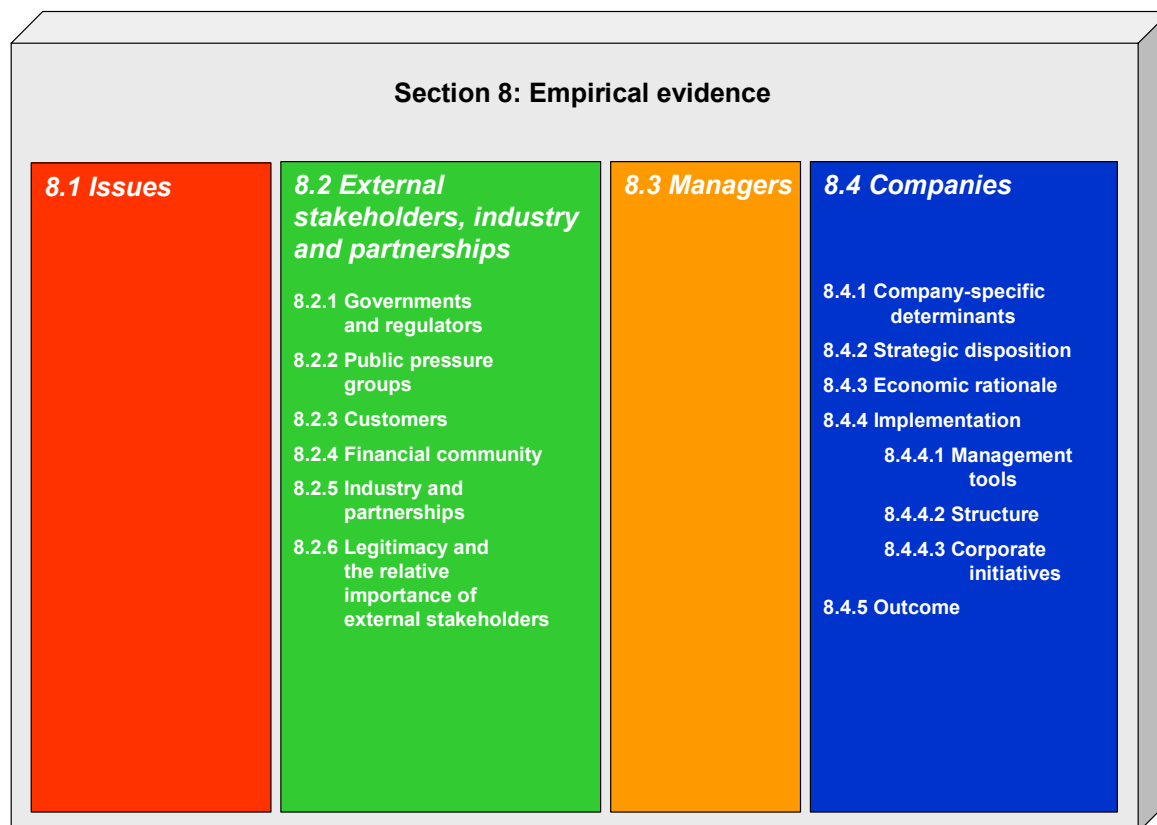 Section 8: Empirical evidence
8.1 Issues
8.2 External
stakeholders, industry
and partnerships
8.2.1 Governments
and regulators
8.2.2 Public pressure
groups
8.2.3 Customers
8.2.4 Financial community
8.2.5 Industry and
partnerships
8.2.6 Legitimacy and
the relative
importance of
external stakeholders
8.3 Managers
8.4 Companies
8.4.1 Company-specific
determinants
8.4.2 Strategic disposition
8.4.3 Economic rationale
8.4.4 Implementation
8.4.4.1 Management
tools
8.4.4.2 Structure
8.4.4.3 Corporate
initiatives
8.4.5 Outcome